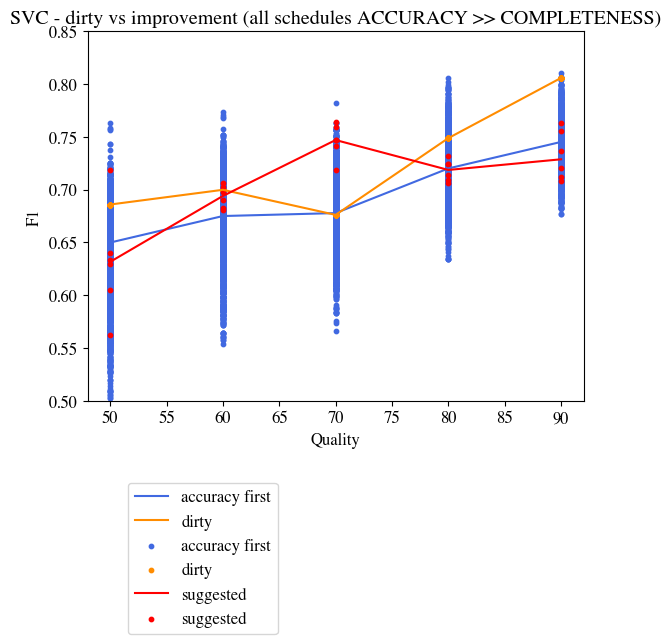 SVC - dirty vs improvement (all schedules ACCURACY >> COMPLETENESS)
0.85
0.80
0.75
0.70
0.65
0.60
0.55
0.50
F1
50 55 60 65 70 75 80 85 90
Quality
accuracy first
dirty
accuracy first
dirty
suggested
suggested